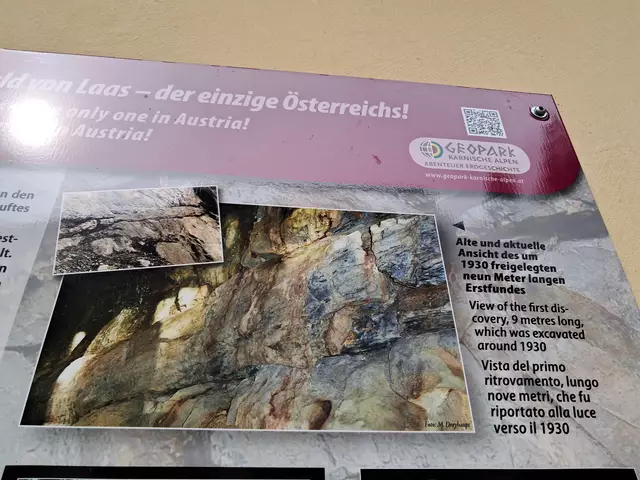 ld von Laas – der einzige Österreichs!
only one in Austria!
in Austria!
GEOPARK
KARNISCHE ALPEN
ABENTEUER ERDGESCHICHTE
www.geopark-karnische-alpen.at
n den
uftes
est-
lt.
n
d
Alte und aktuelle
Ansicht des um
1930 freigelegten
neun Meter langen
Erstfundes
View of the first dis-
covery, 9 metres long,
which was excavated
around 1930
Vista del primo
ritrovamento, lungo
nove metri, che fu
riportato alla luce
verso il 1930
Foto: M.